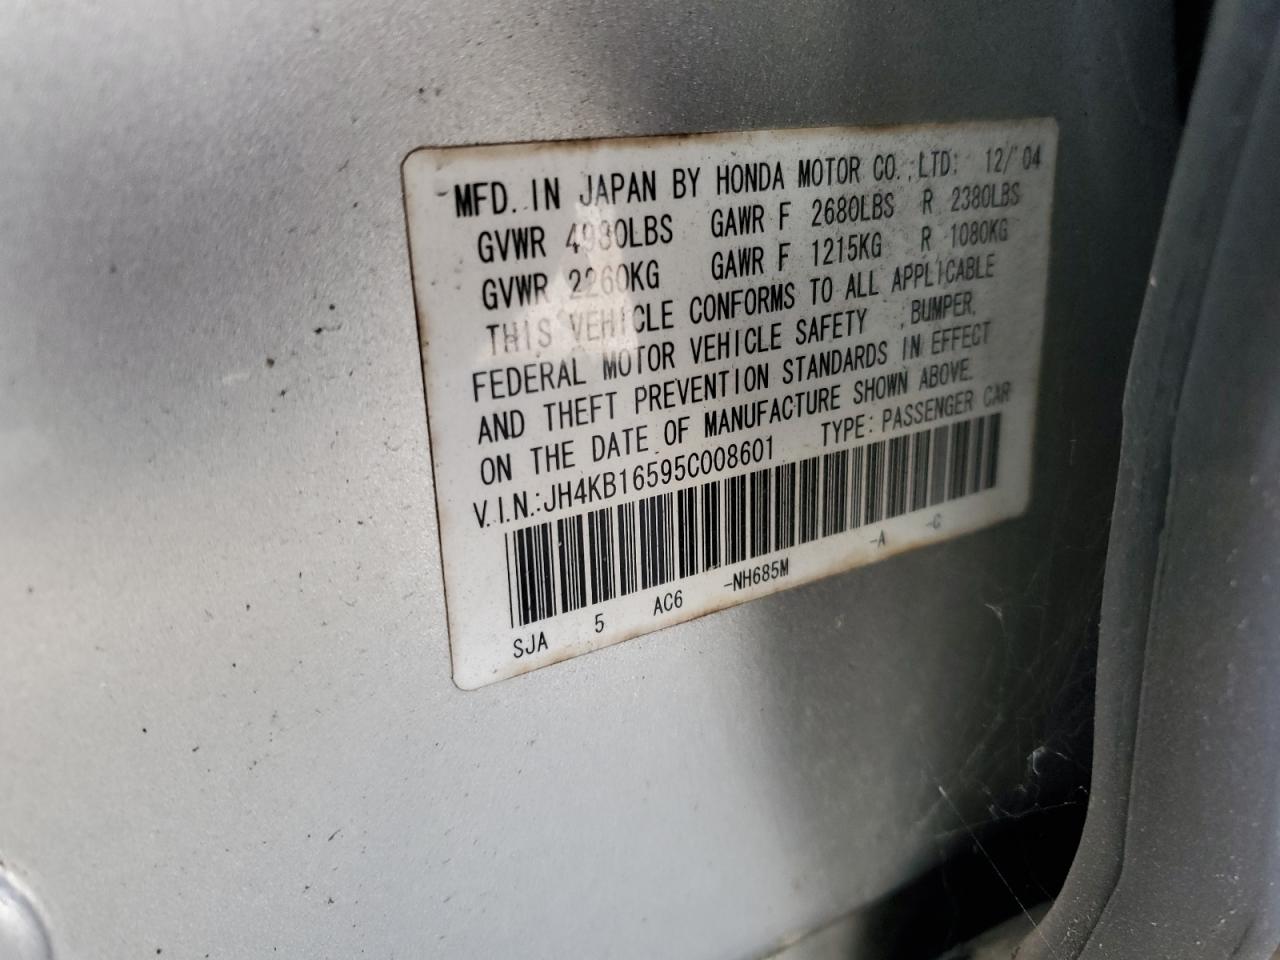 MFD. IN JAPAN BY HONDA MOTOR CO.,LTD. 12/'04
GVWR 4980LBS GAWR F 2680LBS R 2380LBS
GVWR 2260KG GAWR F 1215KG R 1080KG
THIS VEHICLE CONFORMS TO ALL APPLICABLE
FEDERAL MOTOR VEHICLE SAFETY ,BUMPER,
AND THEFT PREVENTION STANDARDS IN EFFECT
ON THE DATE OF MANUFACTURE SHOWN ABOVE.
V.I.N.:JH4KB16595C008601 TYPE:PASSENGER CAR
SJA 5 AC6 -NH685M -A -C